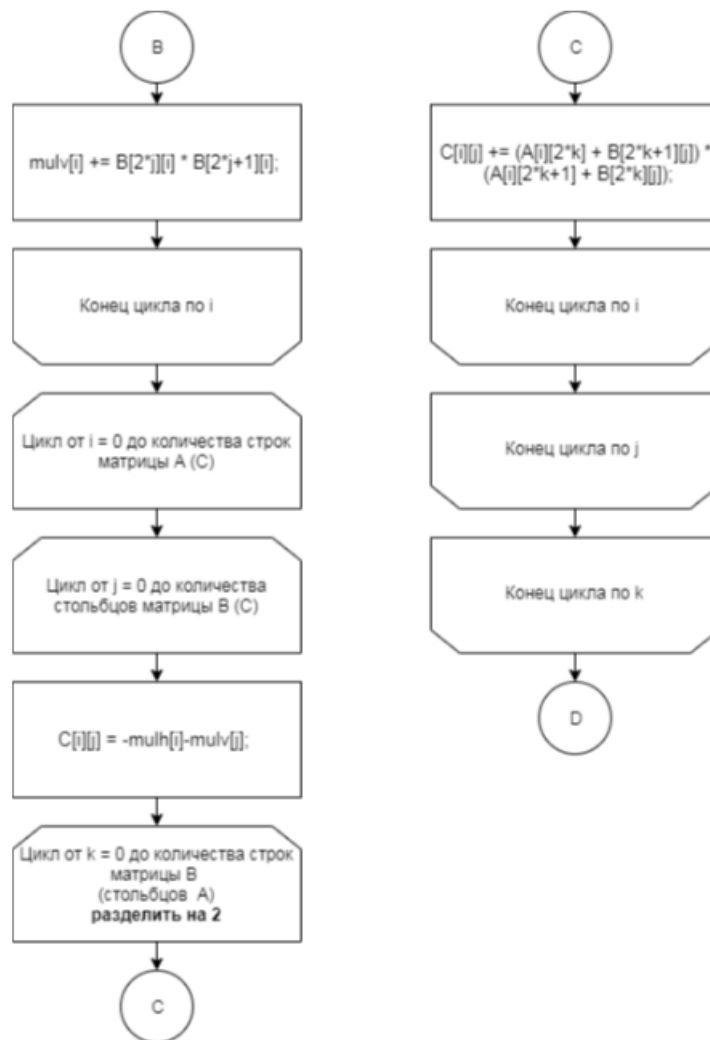 B
mulv[i] += B[2*j][i] * B[2*j+1][i];
Конец цикла по i
Цикл от i = 0 до количества строк
матрицы A (C)
Цикл от j = 0 до количества
стольбцов матрицы B (C)
C[i][j] = -mulh[i]-mulv[j];
Цикл от k = 0 до количества строк
матрицы B
(стольбцов A)
разделить на 2
C
C
C[i][j] += (A[i][2*k] + B[2*k+1][j]) *
(A[i][2*k+1] + B[2*k][j]);
Конец цикла по i
Конец цикла по j
Конец цикла по k
D